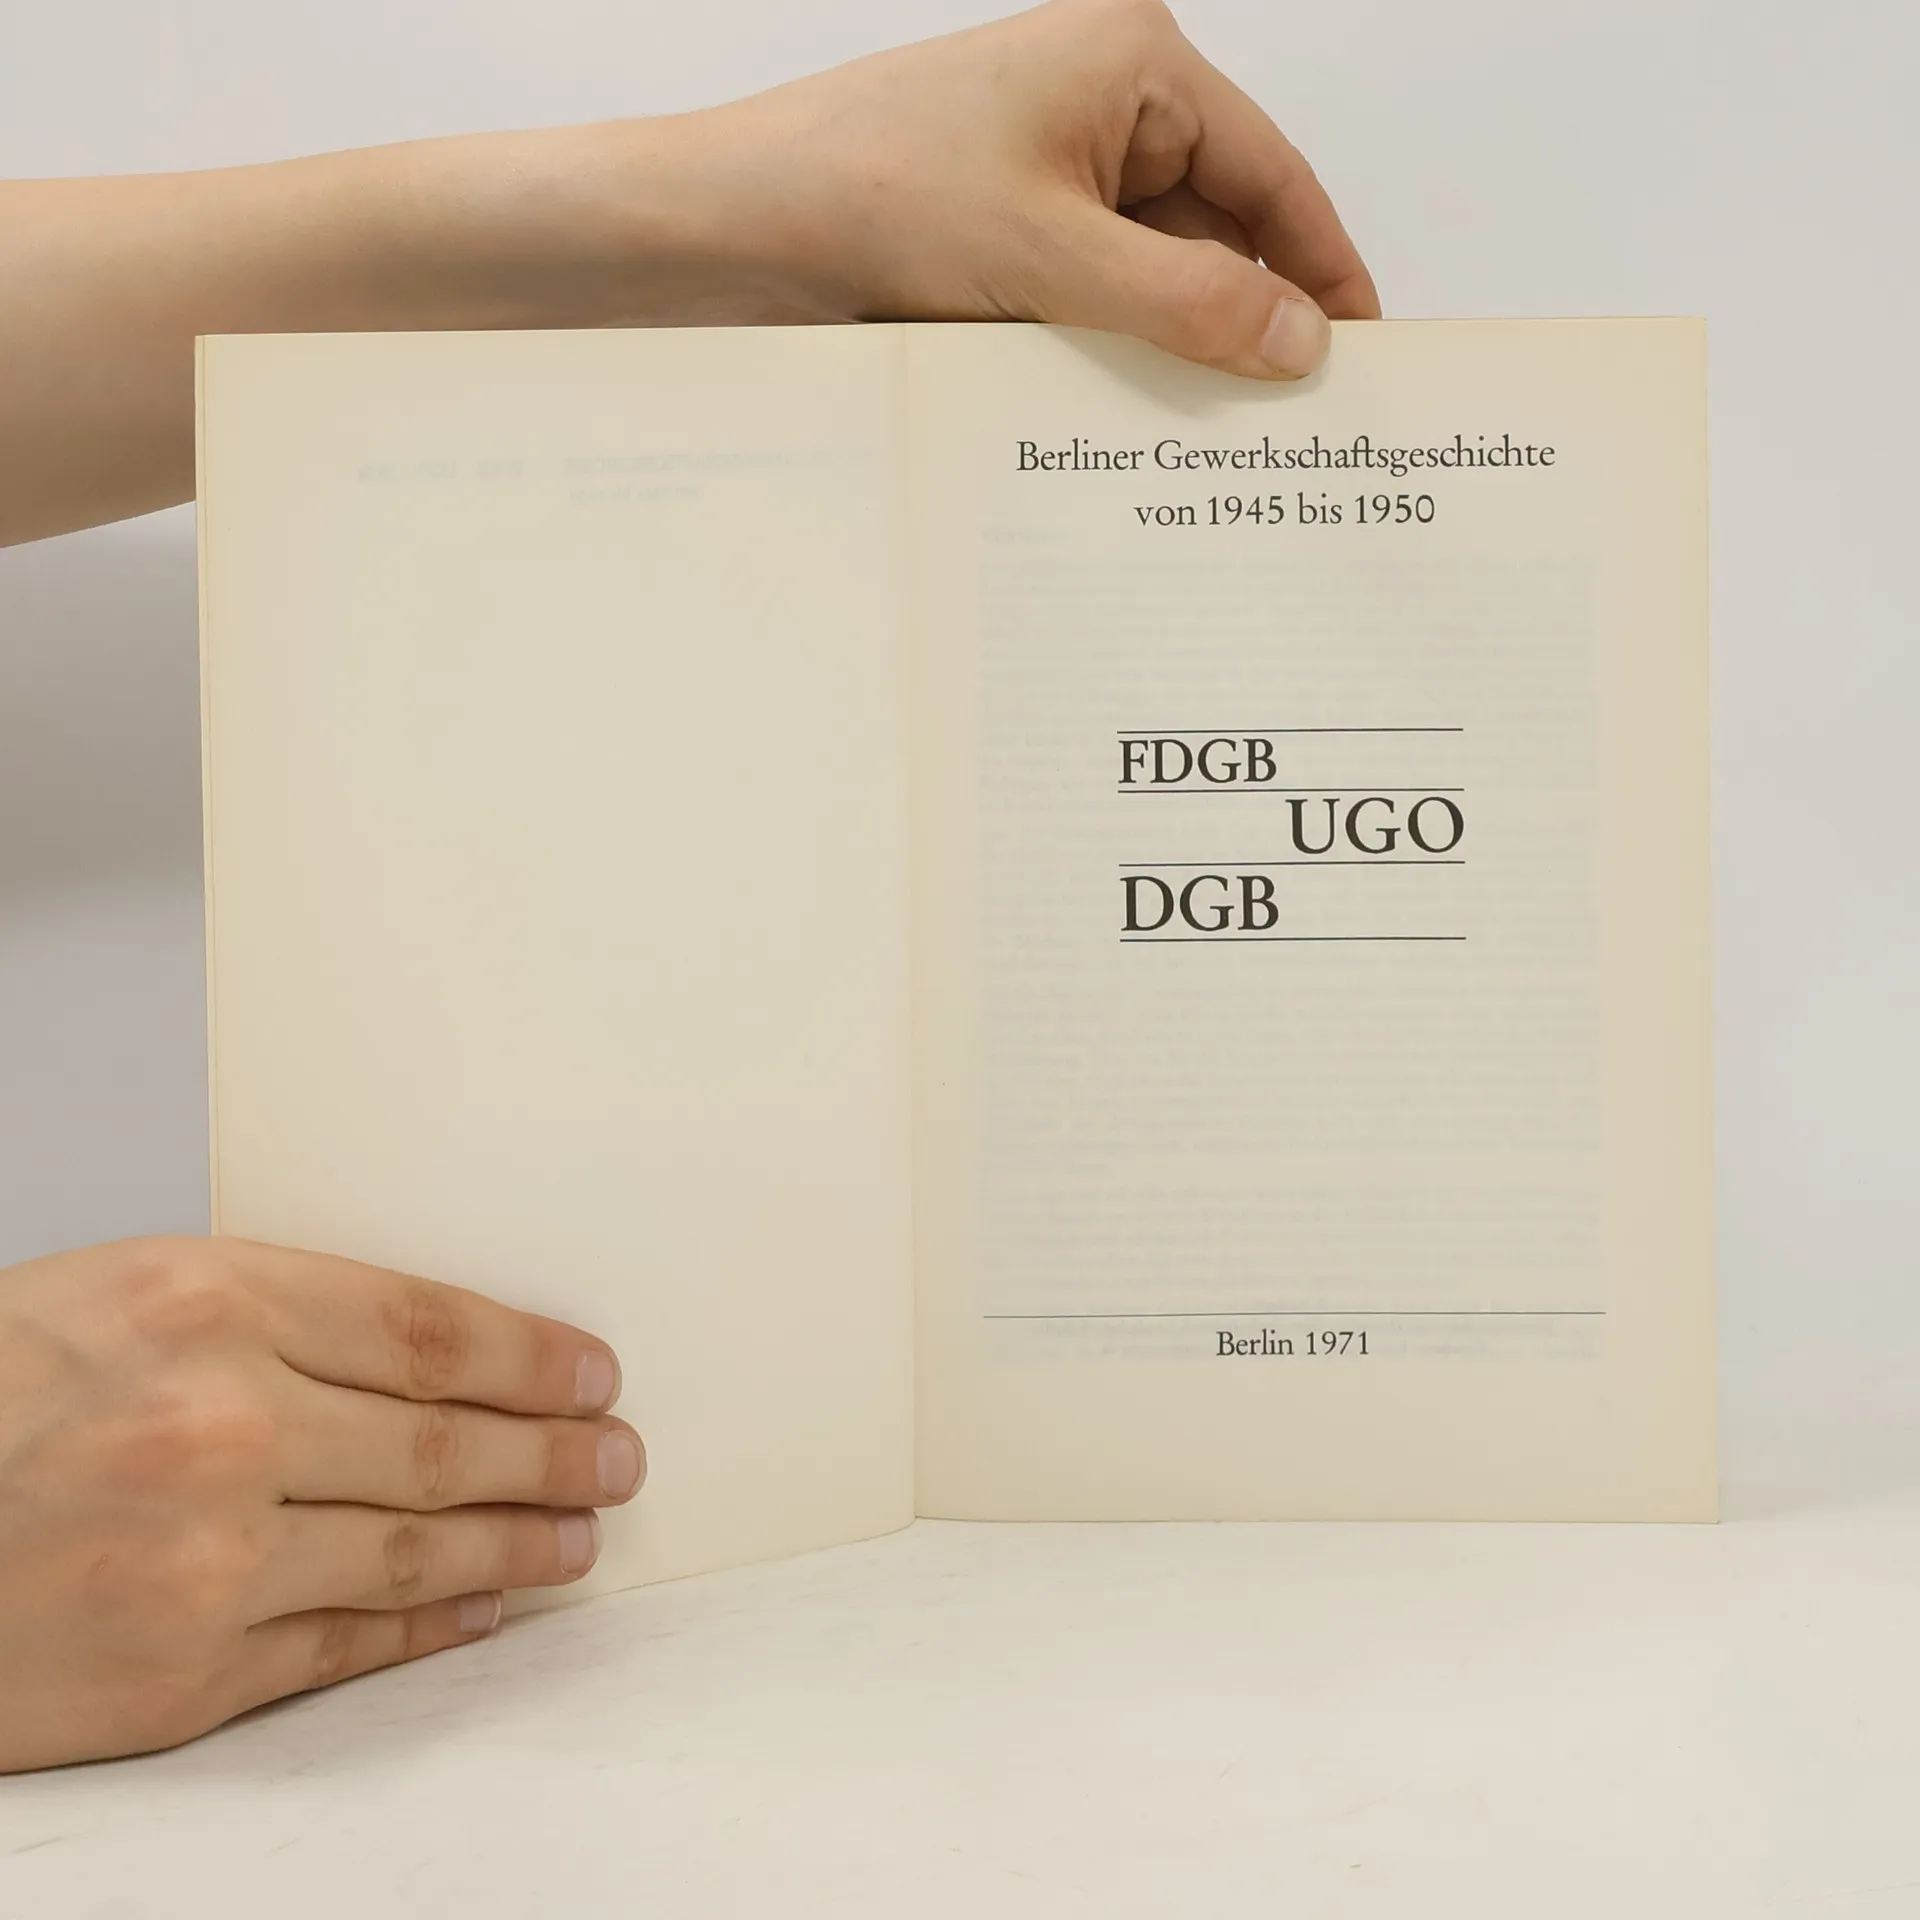 Berliner Gewerkschaftsgeschichte
von 1945 bis 1950
FDGB
UGO
DGB
Berlin 1971